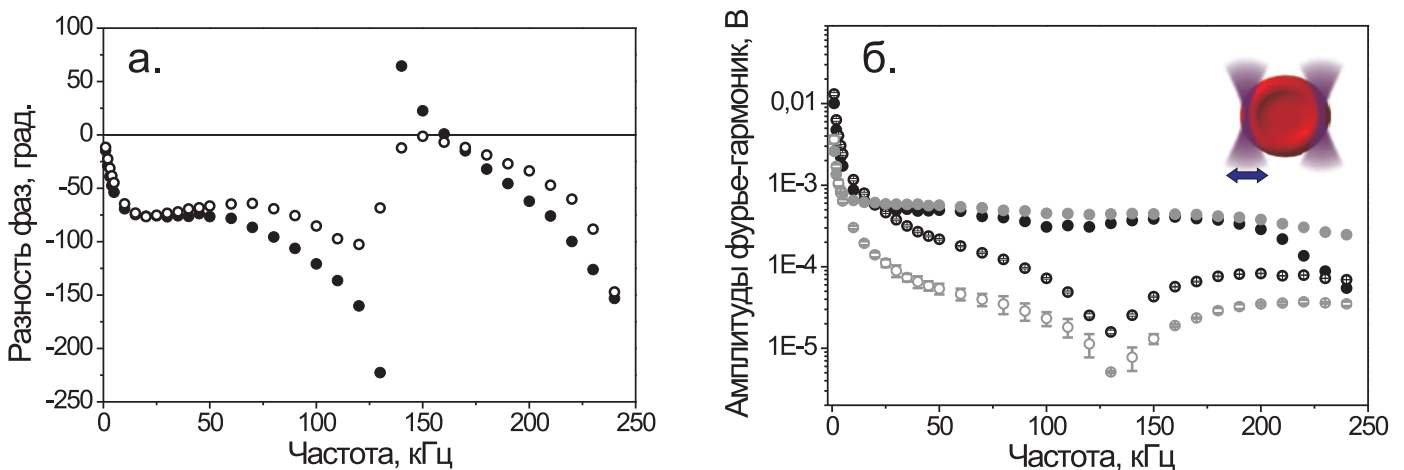 а.
Разность фаз, град.
100
50
0
-50
-100
-150
-200
-250
0 50 100 150 200 250
Частота, кГц
б.
Амплитуды фурье-гармоник, В
0,01
1E-3
1E-4
1E-5
0 50 100 150 200 250
Частота, кГц